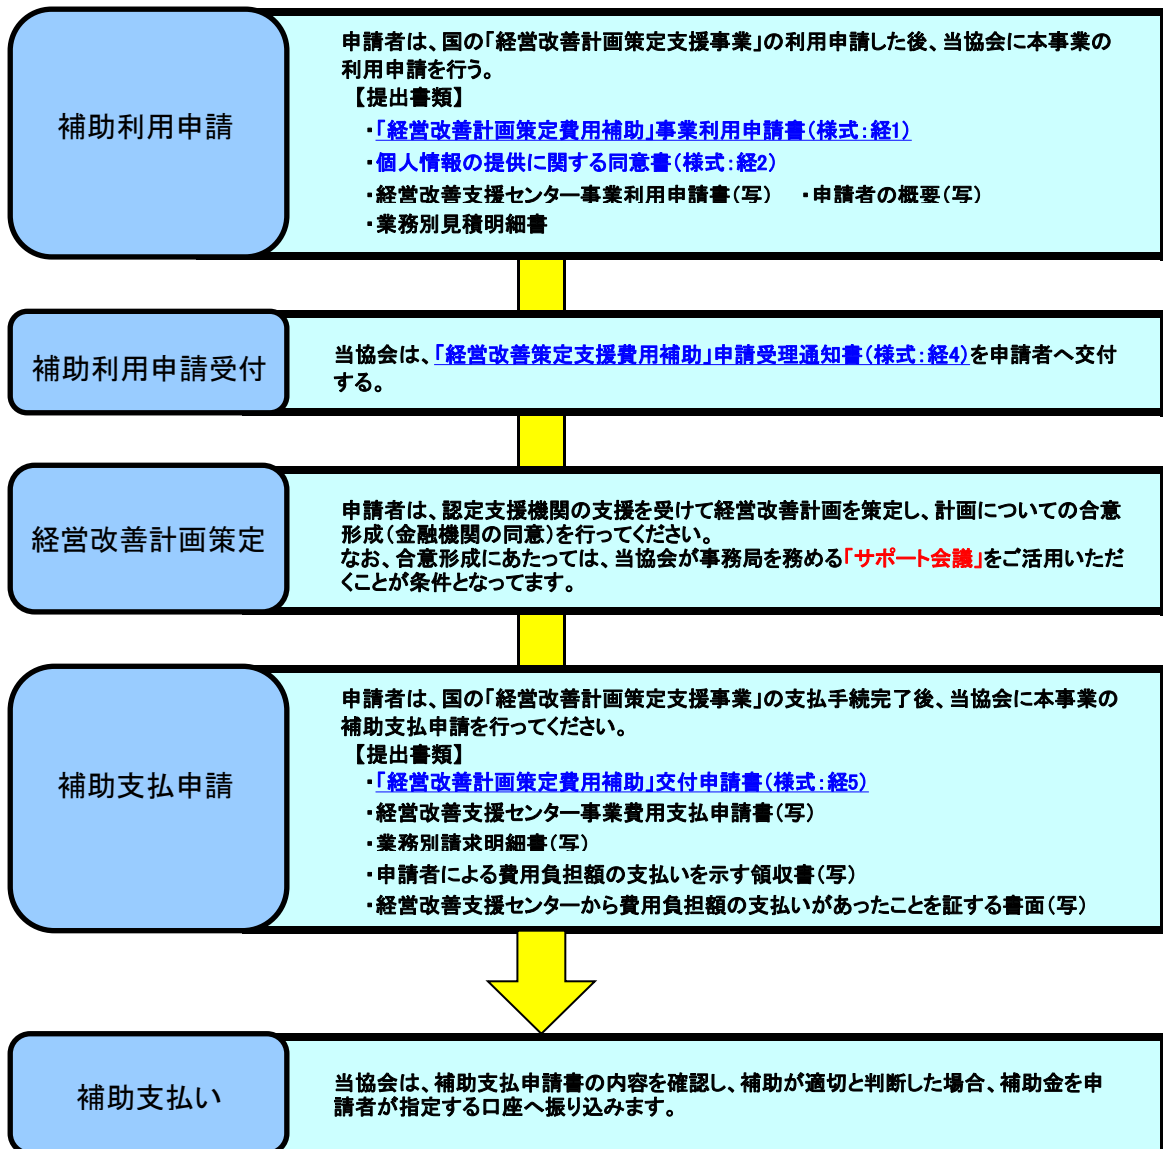 補助利用申請
申請者は、国の「経営改善計画策定支援事業」の利用申請した後、当協会に本事業の
利用申請を行う。
【提出書類】
・「経営改善計画策定費用補助」事業利用申請書(様式:経1)
・個人情報の提供に関する同意書(様式:経2)
・経営改善支援センター事業利用申請書(写) ・申請者の概要(写)
・業務別見積明細書
補助利用申請受付
当協会は、「経営改善策定支援費用補助」申請受理通知書(様式:経4)を申請者へ交付
する。
経営改善計画策定
申請者は、認定支援機関の支援を受けて経営改善計画を策定し、計画についての合意
形成(金融機関の同意)を行ってください。
なお、合意形成にあたっては、当協会が事務局を務める「サポート会議」をご活用いただ
くことが条件となってます。
補助支払申請
申請者は、国の「経営改善計画策定支援事業」の支払手続完了後、当協会に本事業の
補助支払申請を行ってください。
【提出書類】
・「経営改善計画策定費用補助」交付申請書(様式:経5)
・経営改善支援センター事業費用支払申請書(写)
・業務別請求明細書(写)
・申請者による費用負担額の支払いを示す領収書(写)
・経営改善支援センターから費用負担額の支払いがあったことを証する書面(写)
補助支払い
当協会は、補助支払申請書の内容を確認し、補助が適切と判断した場合、補助金を申
請者が指定する口座へ振り込みます。